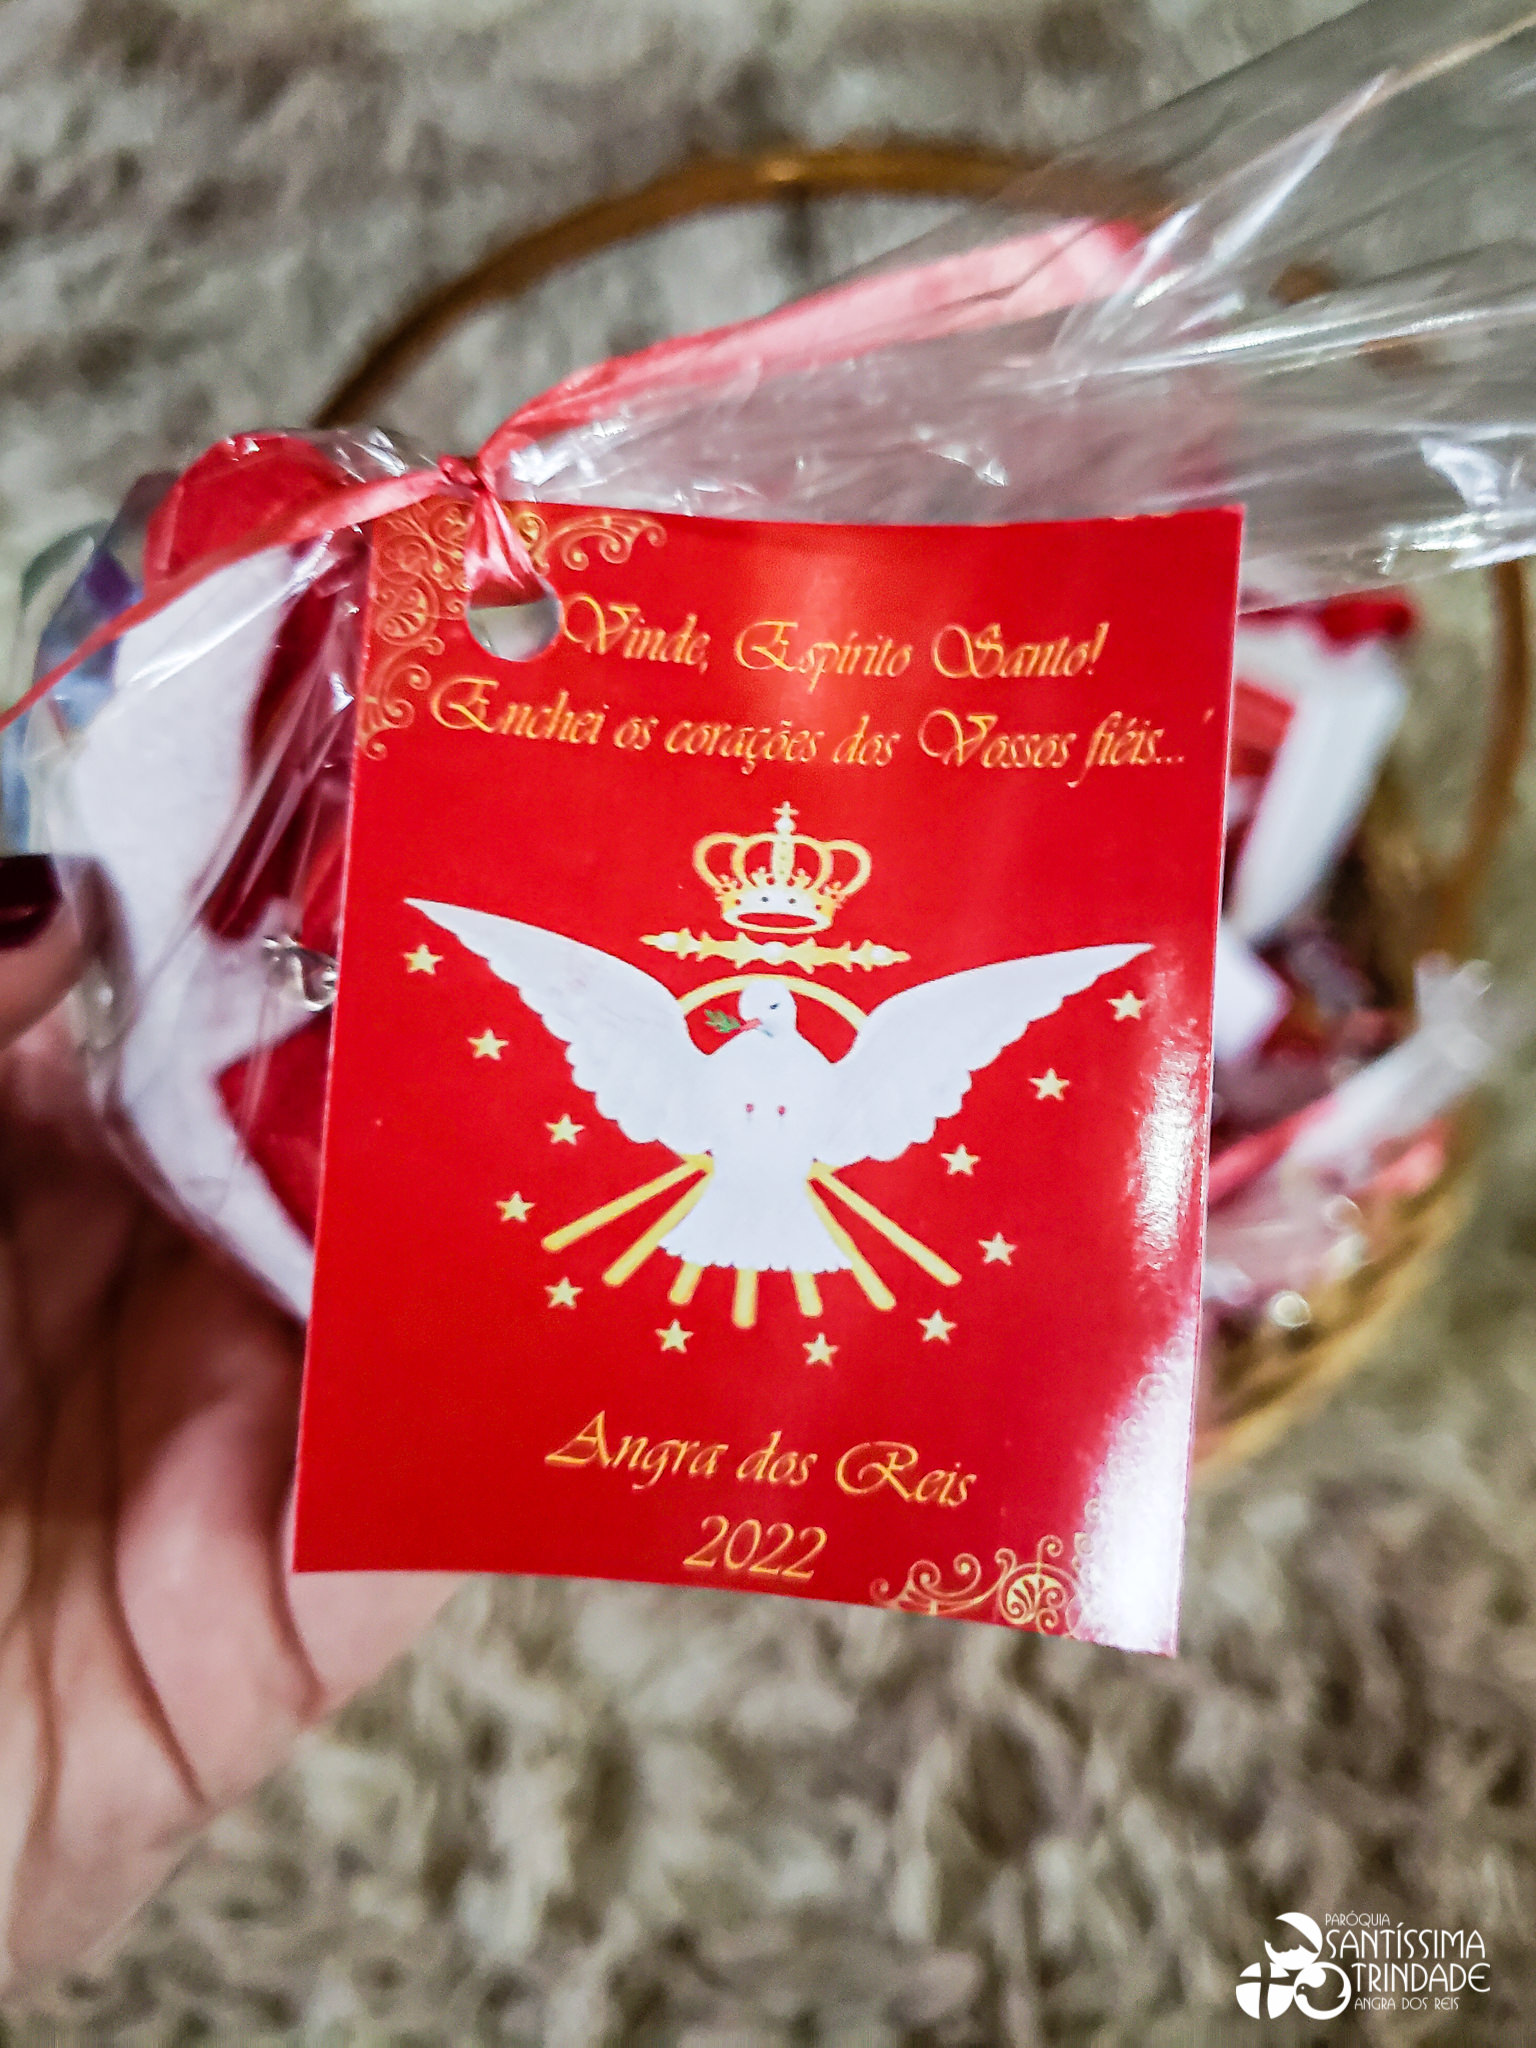 Vinde, Espírito Santo!
Enchei os corações dos Vossos fiéis...
Angra dos Reis
2022
PARÓQUIA
SANTÍSSIMA
TRINDADE
ANGRA DOS REIS